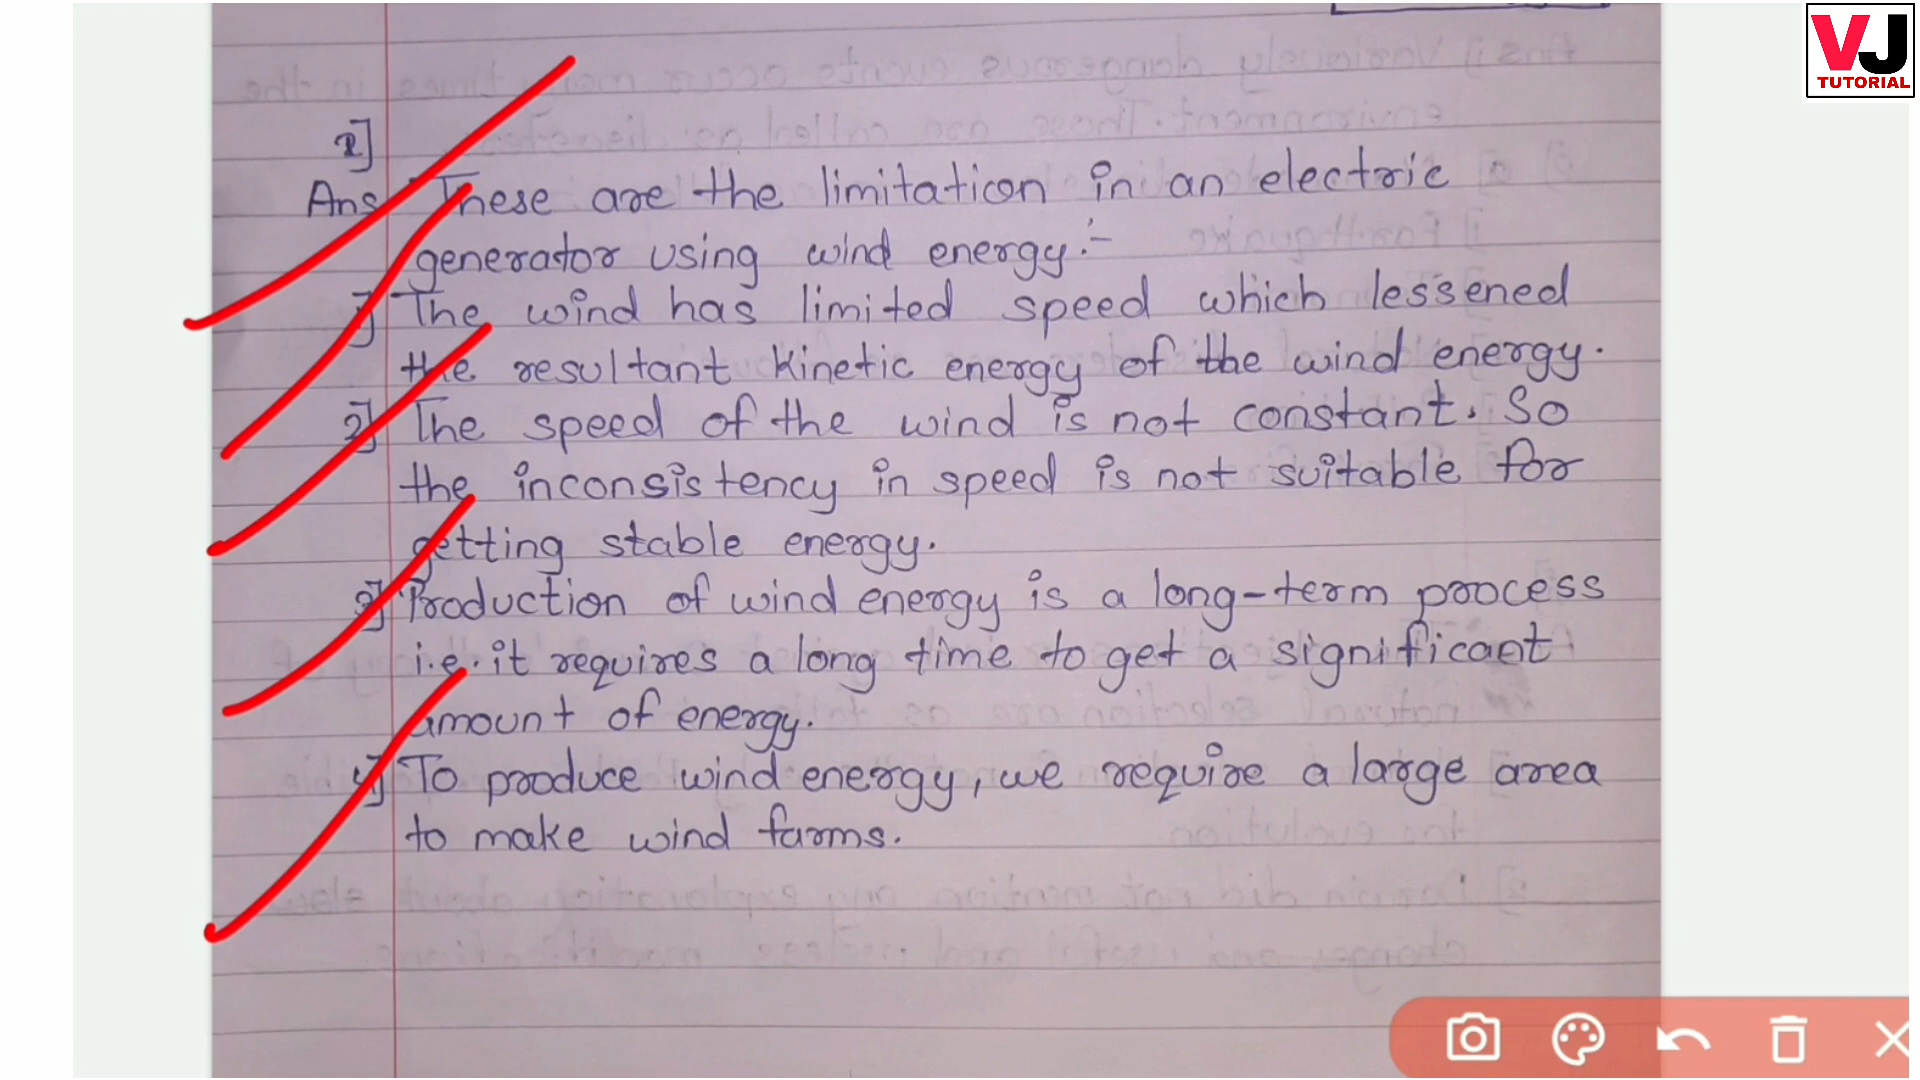 VJ
TUTORIAL
2]
Ans These are the limitation in an electric
generator using wind energy:-
1] The wind has limited speed which lessened
the resultant kinetic energy of the wind energy.
2] The speed of the wind is not constant. So
the inconsistency in speed is not suitable for
getting stable energy.
3] Production of wind energy is a long-term process
i.e. it requires a long time to get a significant
amount of energy.
4] To produce wind energy, we require a large area
to make wind farms.